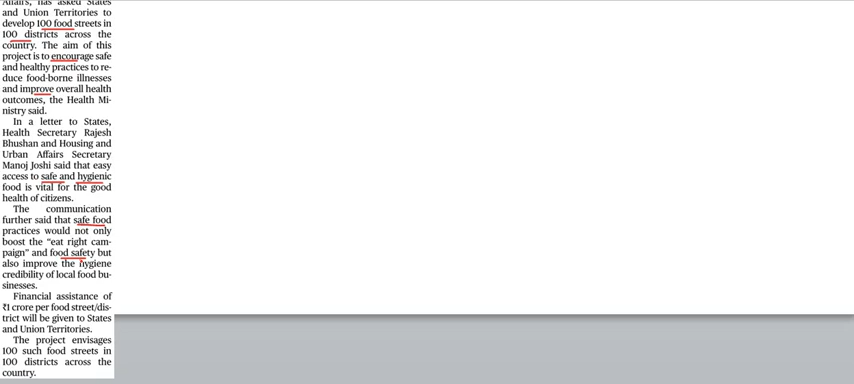 Affairs, has asked States
and Union Territories to
develop 100 food streets in
100 districts across the
country. The aim of this
project is to encourage safe
and healthy practices to re-
duce food-borne illnesses
and improve overall health
outcomes, the Health Mi-
nistry said.
In a letter to States,
Health Secretary Rajesh
Bhushan and Housing and
Urban Affairs Secretary
Manoj Joshi said that easy
access to safe and hygienic
food is vital for the good
health of citizens.
The communication
further said that safe food
practices would not only
boost the “eat right cam-
paign” and food safety but
also improve the hygiene
credibility of local food bu-
sinesses.
Financial assistance of
₹1 crore per food street/dis-
trict will be given to States
and Union Territories.
The project envisages
100 such food streets in
100 districts across the
country.